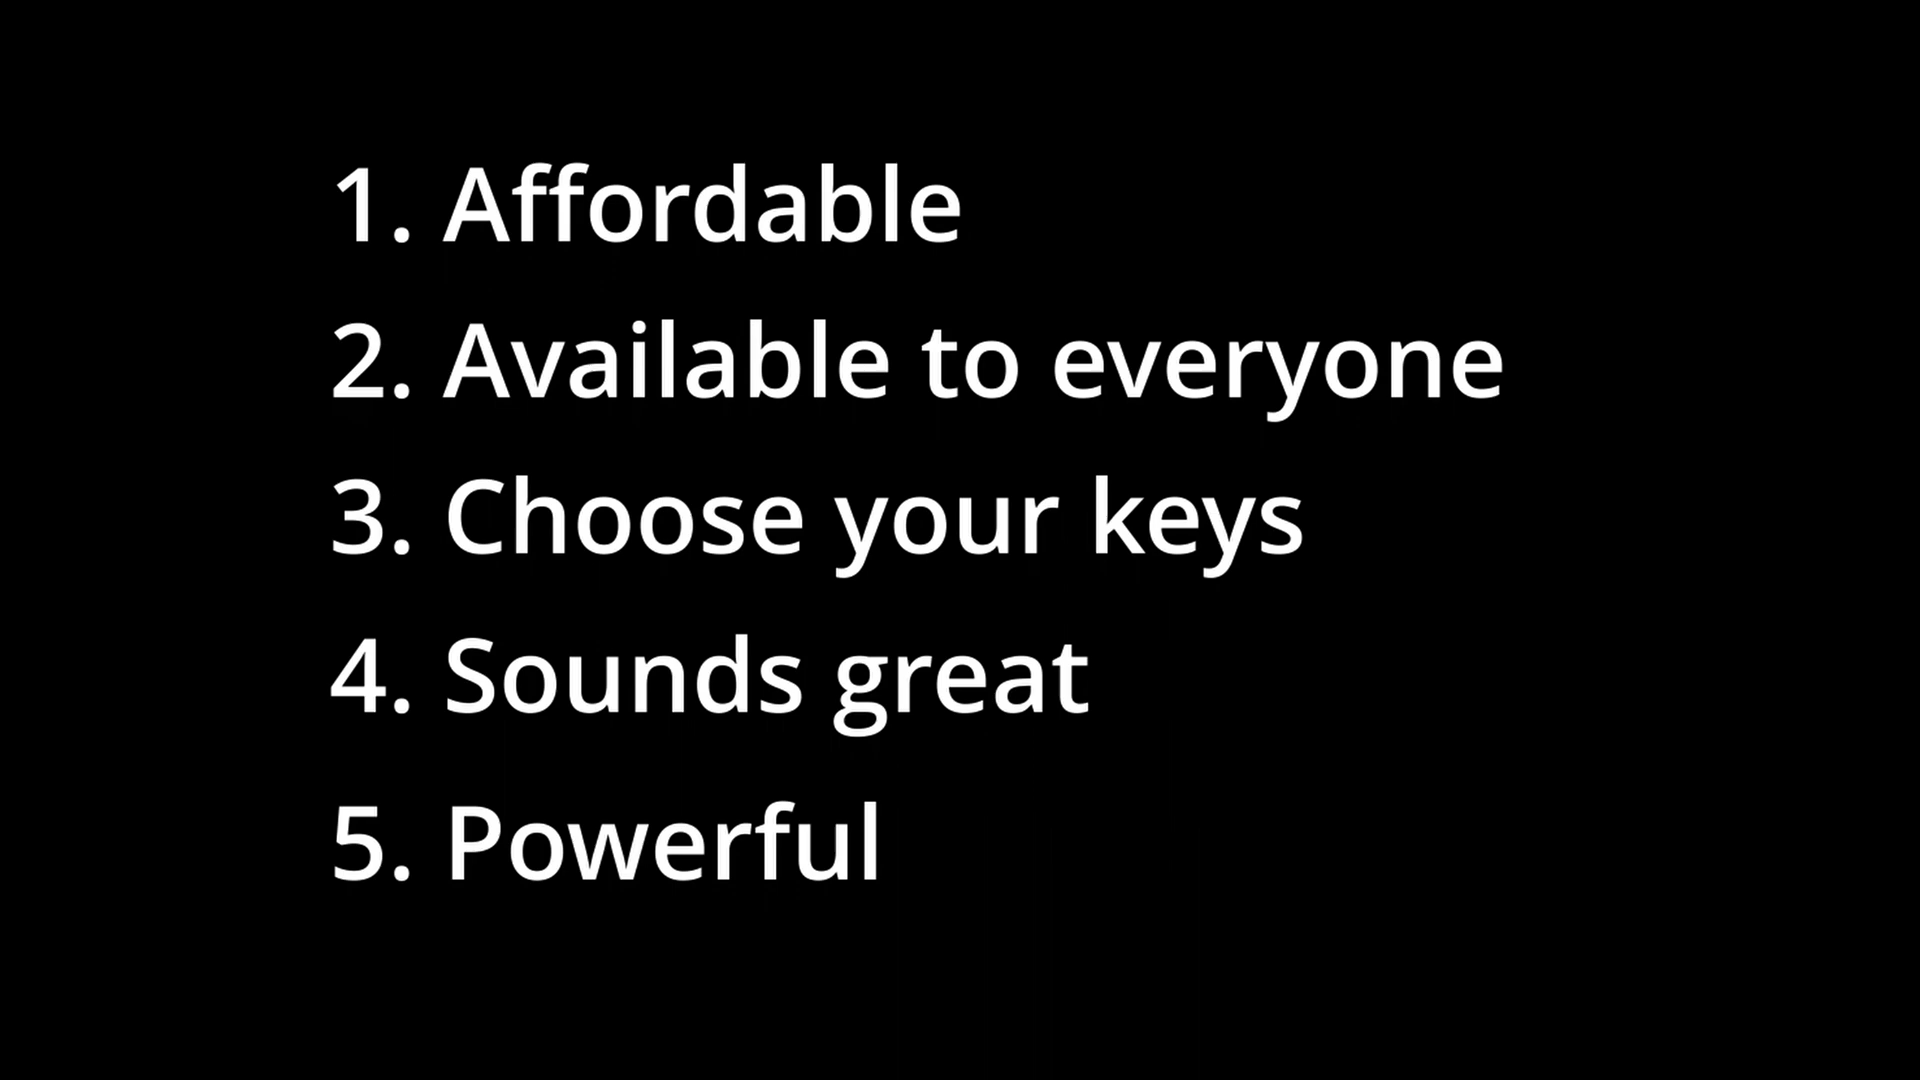 1. Affordable
2. Available to everyone
3. Choose your keys
4. Sounds great
5. Powerful